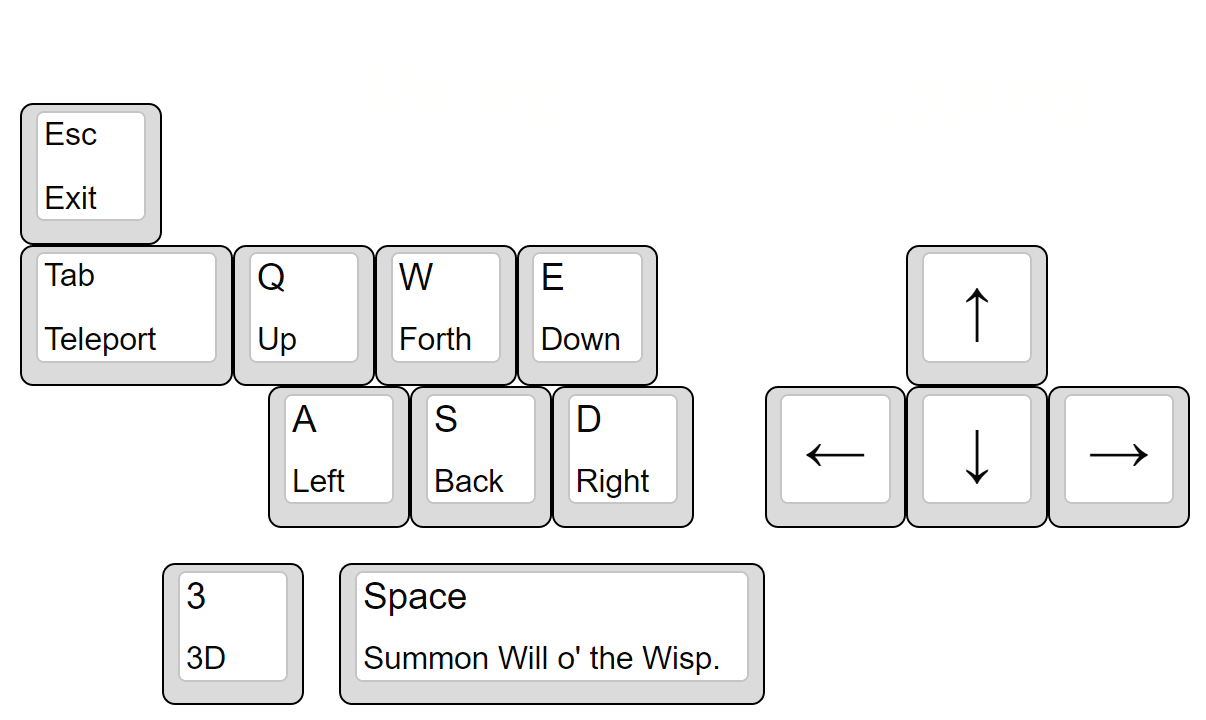 Esc
Exit
Tab
Teleport
Q
Up
W
Forth
E
Down
↑
A
Left
S
Back
D
Right
←
↓
→
3
3D
Space
Summon Will o' the Wisp.